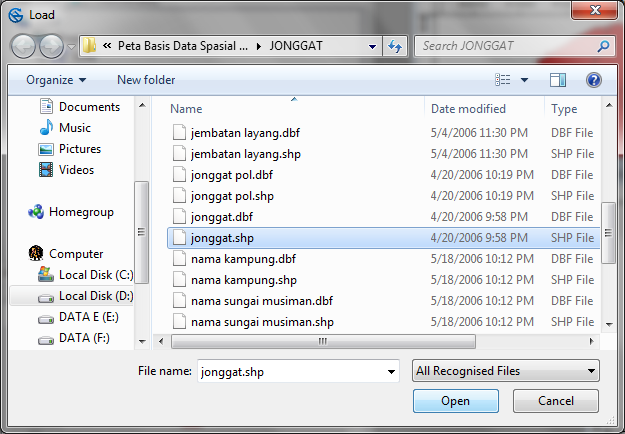 Load
« Peta Basis Data Spasial ... ▸ JONGGAT
Search JONGGAT
Organize
New folder
Documents
Music
Pictures
Videos
Homegroup
Computer
Local Disk (C:)
Local Disk (D:)
DATA E (E:)
DATA (F:)
Name Date modified Type
jembatan layang.dbf 5/4/2006 11:30 PM DBF File
jembatan layang.shp 5/4/2006 11:30 PM SHP File
jonggat pol.dbf 4/20/2006 10:19 PM DBF File
jonggat pol.shp 4/20/2006 10:19 PM SHP File
jonggat.dbf 4/20/2006 9:58 PM DBF File
jonggat.shp 4/20/2006 9:58 PM SHP File
nama kampung.dbf 5/18/2006 10:12 PM DBF File
nama kampung.shp 5/18/2006 10:12 PM SHP File
nama sungai musiman.dbf 5/18/2006 10:12 PM DBF File
nama sungai musiman.shp 5/18/2006 10:12 PM SHP File
File name: jonggat.shp All Recognised Files
Open Cancel